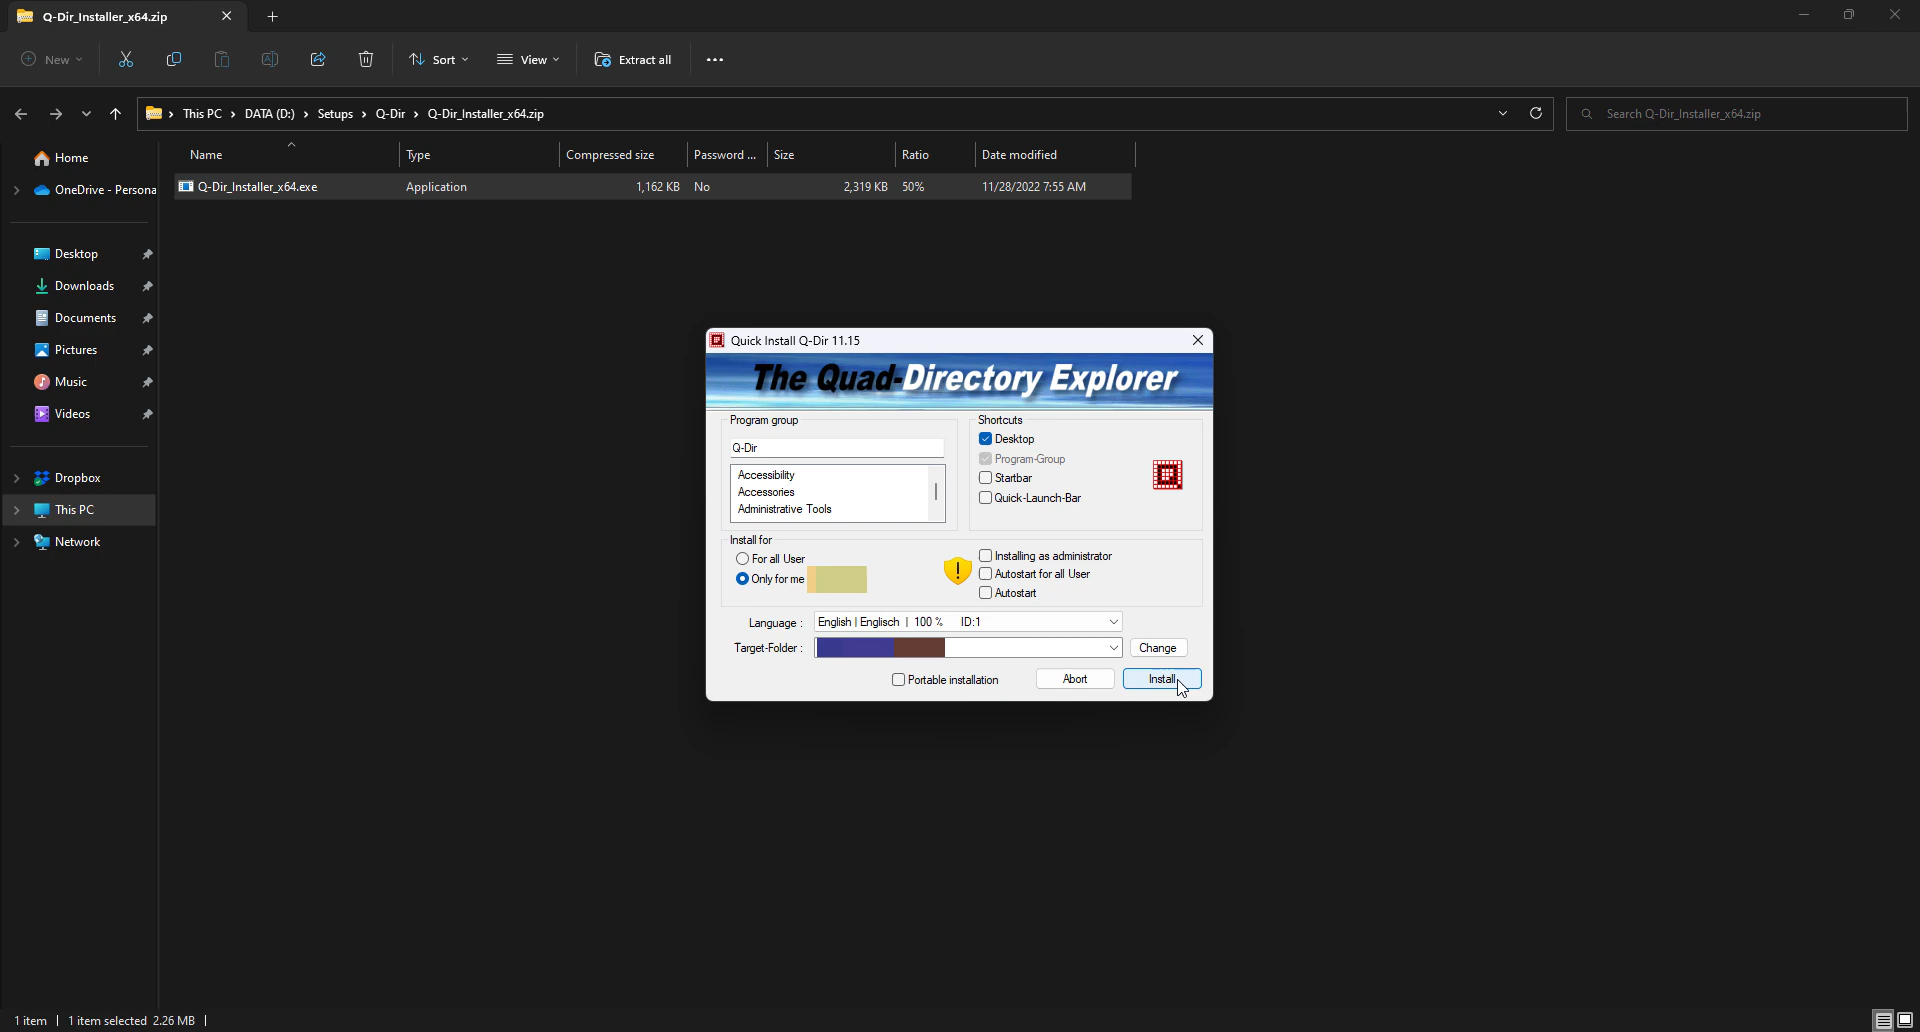 Q-Dir_Installer_x64.zip
New
Sort
View
Extract all
This PC > DATA (D:) > Setups > Q-Dir > Q-Dir_Installer_x64.zip
Search Q-Dir_Installer_x64.zip
Name Type Compressed size Password ... Size Ratio Date modified
Q-Dir_Installer_x64.exe Application 1,162 KB No 2,319 KB 50% 11/28/2022 7:55 AM
Home
OneDrive - Persona
Desktop
Downloads
Documents
Pictures
Music
Videos
Dropbox
This PC
Network
Quick Install Q-Dir 11.15
The Quad-Directory Explorer
Program group
Q-Dir
Accessibility
Accessories
Administrative Tools
Shortcuts
Desktop
Program-Group
Startbar
Quick-Launch-Bar
Install for
For all User
Only for me
Installing as administrator
Autostart for all User
Autostart
Language : English | Englisch | 100 % ID:1
Target-Folder : Change
Portable installation Abort Install
1 item | 1 item selected 2.26 MB |